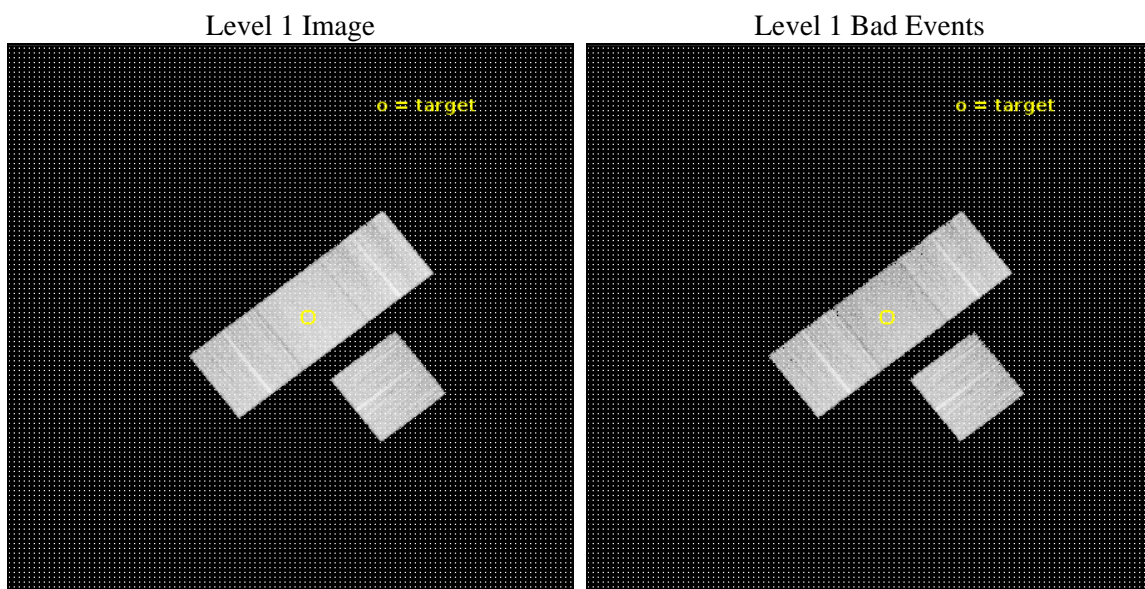 Level 1 Image
Level 1 Bad Events
o = target
o = target